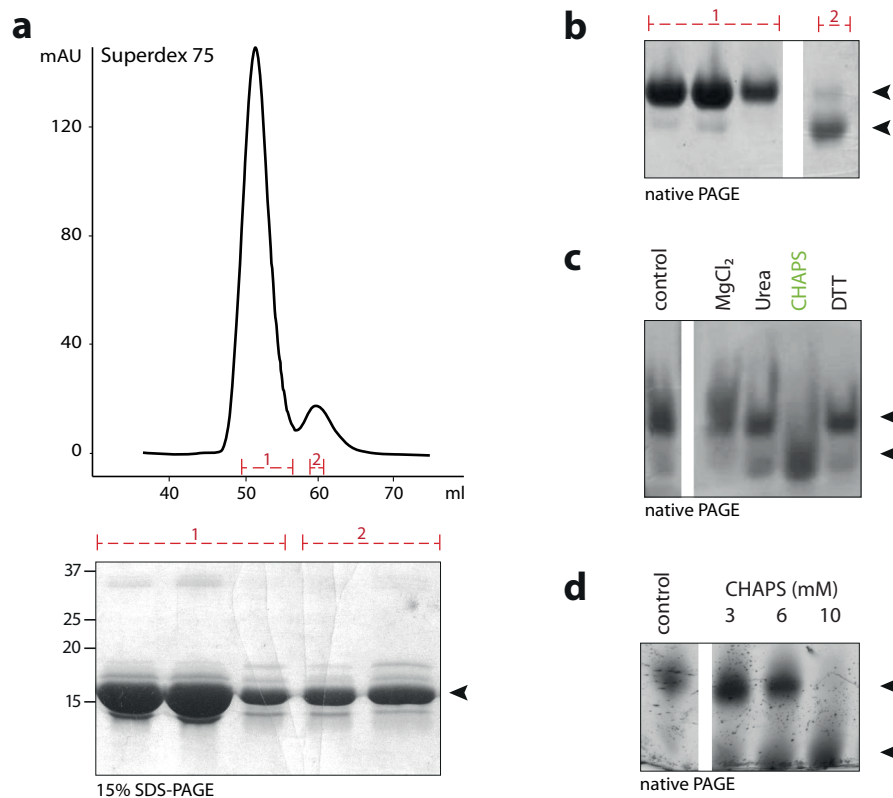 a
mAU
Superdex 75
120
80
40
0
1
2
40
50
60
70
ml
1
2
37
25
20
15
15% SDS-PAGE
b
1
2
native PAGE
c
control
MgCl₂
Urea
CHAPS
DTT
native PAGE
d
control
CHAPS (mM)
3 6 10
native PAGE